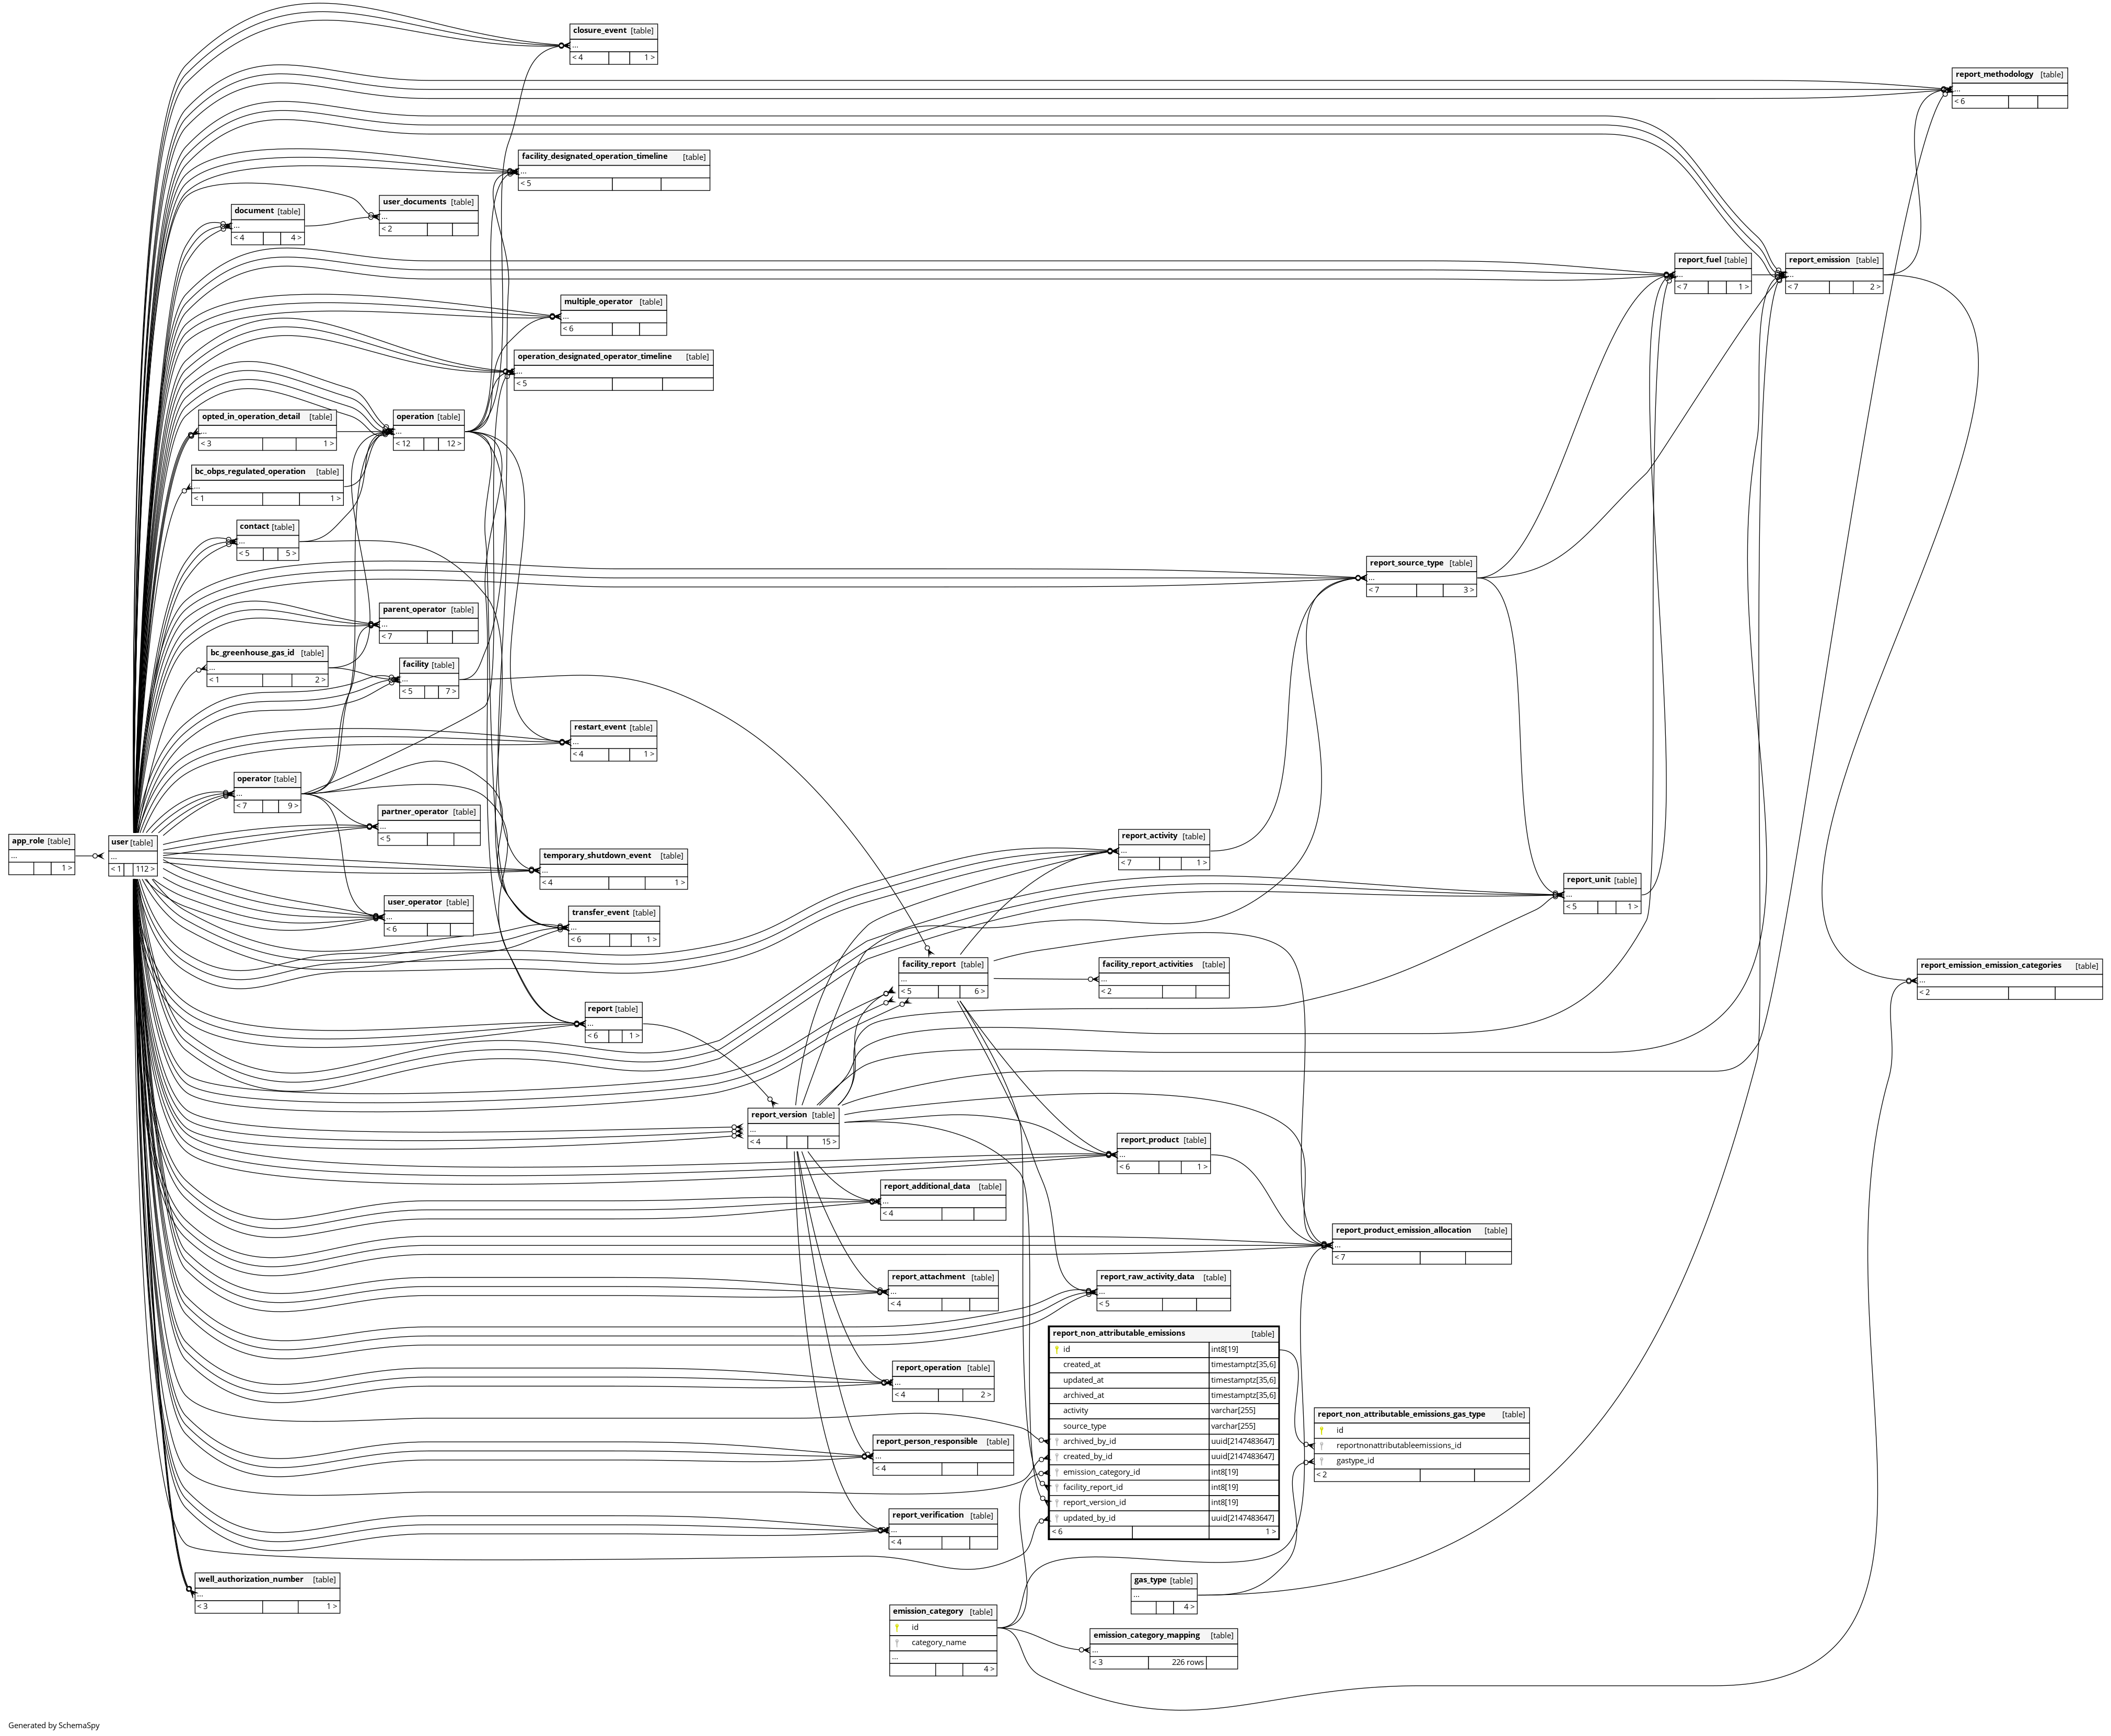 closure_event [table]
...
< 4 1 >
report_methodology [table]
...
< 6
facility_designated_operation_timeline [table]
...
< 5
user_documents [table]
...
< 2
document [table]
...
< 4 4 >
report_fuel [table]
...
< 7 1 >
report_emission [table]
...
< 7 2 >
multiple_operator [table]
...
< 6
operation_designated_operator_timeline [table]
...
< 5
opted_in_operation_detail [table]
...
< 3 1 >
operation [table]
...
< 12 12 >
bc_obps_regulated_operation [table]
...
< 1 1 >
contact [table]
...
< 5 5 >
report_source_type [table]
...
< 7 3 >
parent_operator [table]
...
< 7
bc_greenhouse_gas_id [table]
...
< 1 2 >
facility [table]
...
< 5 7 >
restart_event [table]
...
< 4 1 >
operator [table]
...
< 7 9 >
partner_operator [table]
...
< 5
app_role [table]
...
1 >
user [table]
...
< 1 112 >
report_activity [table]
...
< 7 1 >
temporary_shutdown_event [table]
...
< 4 1 >
report_unit [table]
...
< 5 1 >
user_operator [table]
...
< 6
transfer_event [table]
...
< 6 1 >
facility_report [table]
...
< 5 6 >
facility_report_activities [table]
...
< 2
report_emission_emission_categories [table]
...
< 2
report [table]
...
< 6 1 >
report_version [table]
...
< 4 15 >
report_product [table]
...
< 6 1 >
report_additional_data [table]
...
< 4
report_product_emission_allocation [table]
...
< 7
report_attachment [table]
...
< 4
report_raw_activity_data [table]
...
< 5
report_non_attributable_emissions [table]
id int8[19]
created_at timestamptz[35,6]
updated_at timestamptz[35,6]
archived_at timestamptz[35,6]
activity varchar[255]
source_type varchar[255]
archived_by_id uuid[2147483647]
created_by_id uuid[2147483647]
emission_category_id int8[19]
facility_report_id int8[19]
report_version_id int8[19]
updated_by_id uuid[2147483647]
< 6 1 >
report_operation [table]
...
< 4 2 >
report_non_attributable_emissions_gas_type [table]
id
reportnonattributableemissions_id
gastype_id
< 2
report_person_responsible [table]
...
< 4
report_verification [table]
...
< 4
well_authorization_number [table]
...
< 3 1 >
gas_type [table]
...
4 >
emission_category [table]
id
category_name
...
4 >
emission_category_mapping [table]
...
< 3 226 rows
Generated by SchemaSpy